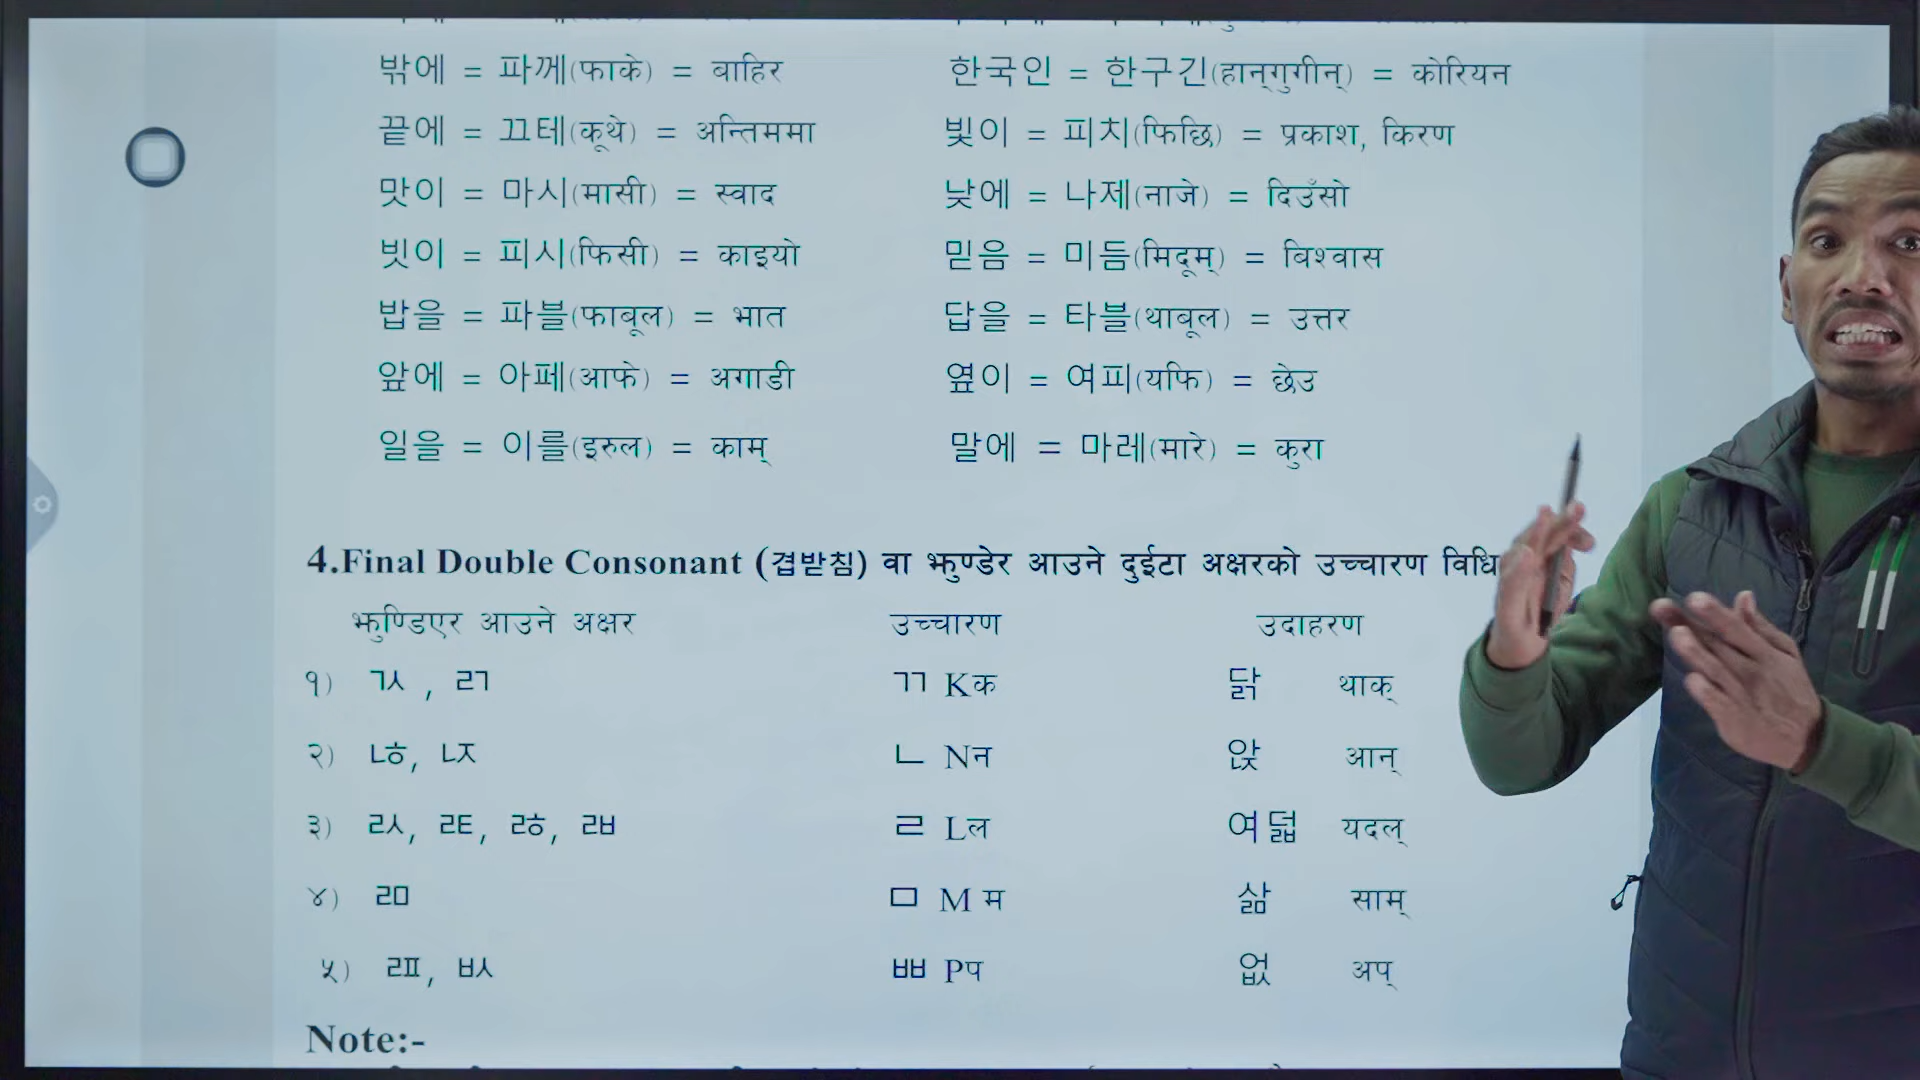 밖에 = 파께(फाके) = बाहिर 한국인 = 한구긴(हान्‌गुगीन्) = कोरियन
끝에 = 끄테(कूथे) = अन्तिममा 빛이 = 피치(फिछि) = प्रकाश, किरण
맛이 = 마시(मासी) = स्वाद 낮에 = 나제(नाजे) = दिउँसो
빗이 = 피시(फिसी) = काइयो 믿음 = 미듬(मिदूम्) = बिश्वास
밥을 = 파블(फाबूल) = भात 답을 = 타블(थाबूल) = उत्तर
앞에 = 아페(आफे) = अगाडी 옆이 = 여피(यफि) = छेउ
일을 = 이를(इरुल) = काम् 말에 = 마레(मारे) = कुरा
4.Final Double Consonant (겹받침) वा झुण्डेर आउने दुईटा अक्षरको उच्चारण विधि
झुण्डिएर आउने अक्षर उच्चारण उदाहरण
१) ㄱㅅ , ㄹㄱ ㄱㄱ Kक 닭 थाक्
२) ㄴㅎ, ㄴㅈ ㄴ Nन 앉 आन्
३) ㄹㅅ, ㄹㅌ, ㄹㅎ, ㄹㅂ ㄹ Lल 여덟 यदल्
४) ㄹㅁ ㅁ M म 삶 साम्
५) ㄹㅍ, ㅂㅅ ㅂㅂ Pप 없 अप्
Note:-